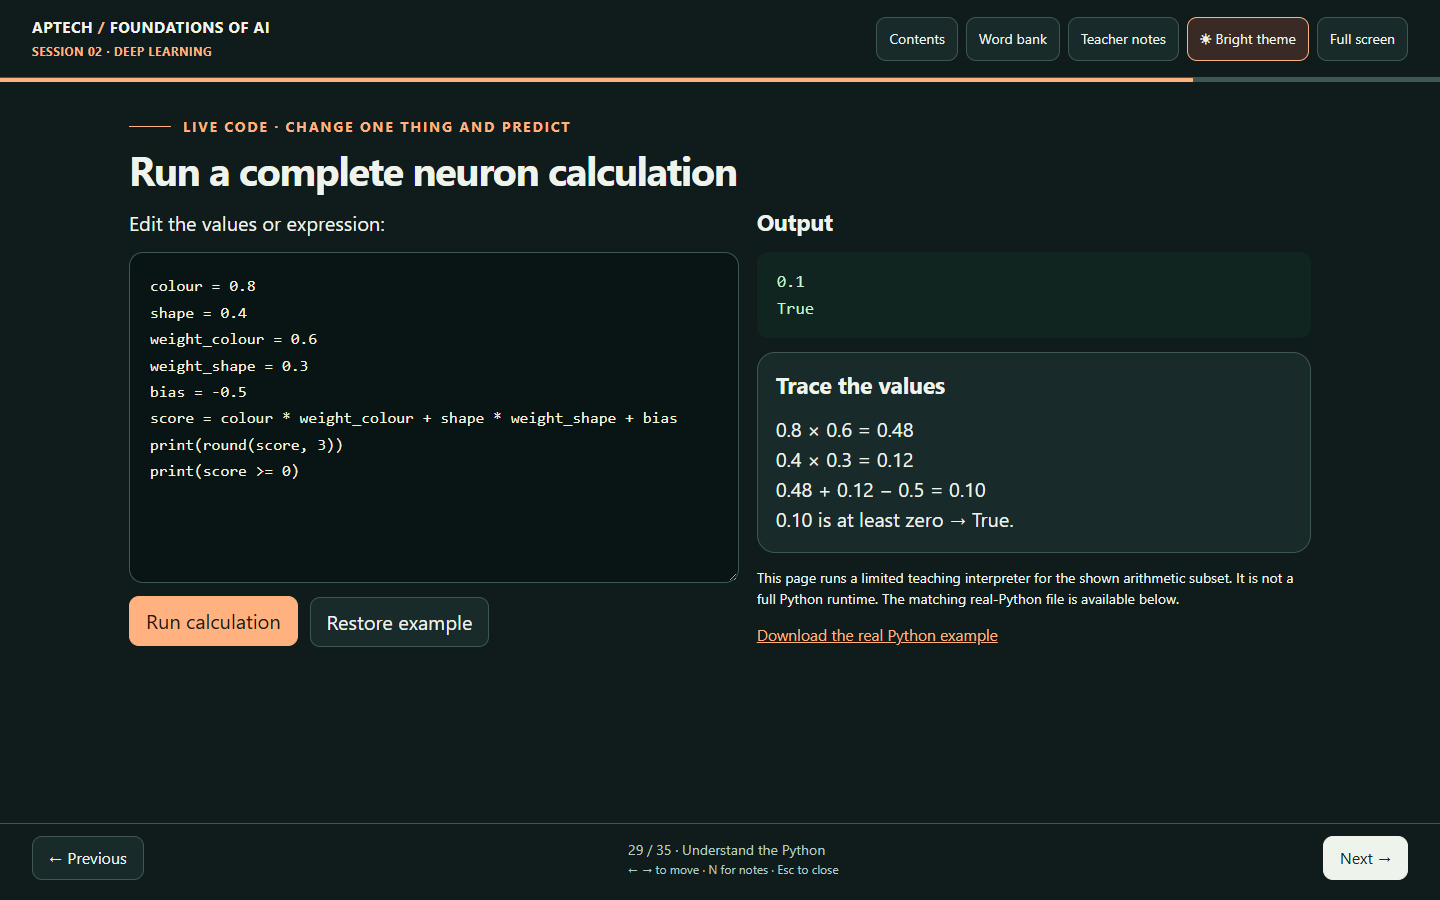 APTECH / FOUNDATIONS OF AI
SESSION 02 · DEEP LEARNING
Contents
Word bank
Teacher notes
☀ Bright theme
Full screen
LIVE CODE · CHANGE ONE THING AND PREDICT
Run a complete neuron calculation
Edit the values or expression:
colour = 0.8
shape = 0.4
weight_colour = 0.6
weight_shape = 0.3
bias = -0.5
score = colour * weight_colour + shape * weight_shape + bias
print(round(score, 3))
print(score >= 0)
Run calculation
Restore example
Output
0.1
True
Trace the values
0.8 × 0.6 = 0.48
0.4 × 0.3 = 0.12
0.48 + 0.12 − 0.5 = 0.10
0.10 is at least zero → True.
This page runs a limited teaching interpreter for the shown arithmetic subset. It is not a
full Python runtime. The matching real-Python file is available below.
Download the real Python example
← Previous
29 / 35 · Understand the Python
← → to move · N for notes · Esc to close
Next →